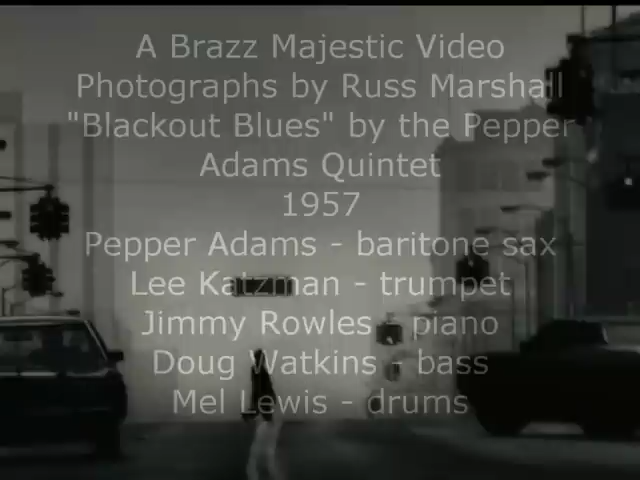 A Brazz Majestic Video
Photographs by Russ Marshall
"Blackout Blues" by the Pepper
Adams Quintet
1957
Pepper Adams - baritone sax
Lee Katzman - trumpet
Jimmy Rowles - piano
Doug Watkins - bass
Mel Lewis - drums